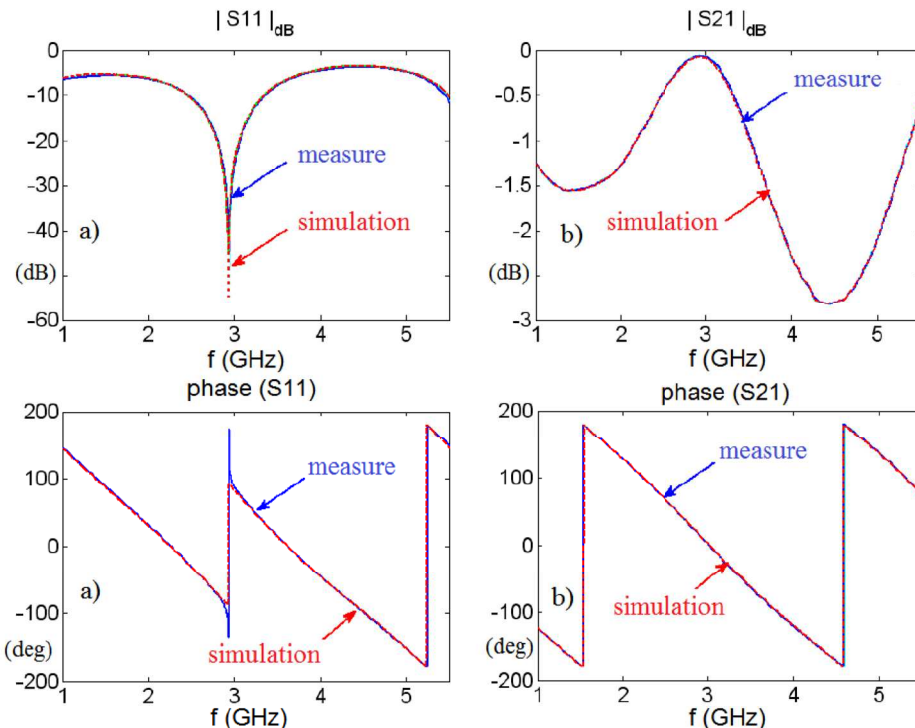 | S11 |dB
0
-10
-20
-30
-40
(dB)
-50
-60
measure
simulation
a)
1 2 3 4 5
f (GHz)
| S21 |dB
0
-0.5
-1
-1.5
-2
(dB)
-2.5
-3
measure
simulation
b)
1 2 3 4 5
f (GHz)
phase (S11)
200
100
0
-100
(deg)
-200
measure
a)
simulation
1 2 3 4 5
f (GHz)
phase (S21)
200
100
0
-100
(deg)
-200
measure
b)
simulation
1 2 3 4 5
f (GHz)